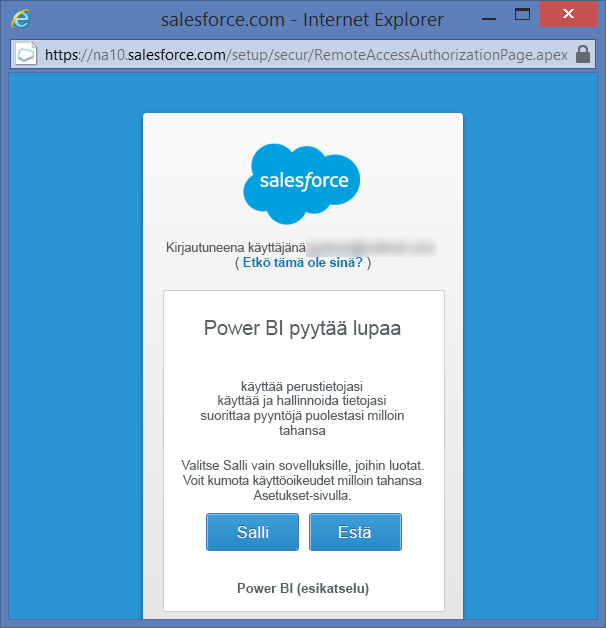 salesforce.com - Internet Explorer
https://na10.salesforce.com/setup/secur/RemoteAccessAuthorizationPage.apex
salesforce
Kirjautuneena käyttäjänä
( Etkö tämä ole sinä? )
Power BI pyytää lupaa
käyttää perustietojasi
käyttää ja hallinnoida tietojasi
suorittaa pyyntöjä puolestasi milloin
tahansa
Valitse Salli vain sovelluksille, joihin luotat.
Voit kumota käyttöoikeudet milloin tahansa
Asetukset-sivulla.
Salli
Estä
Power BI (esikatselu)